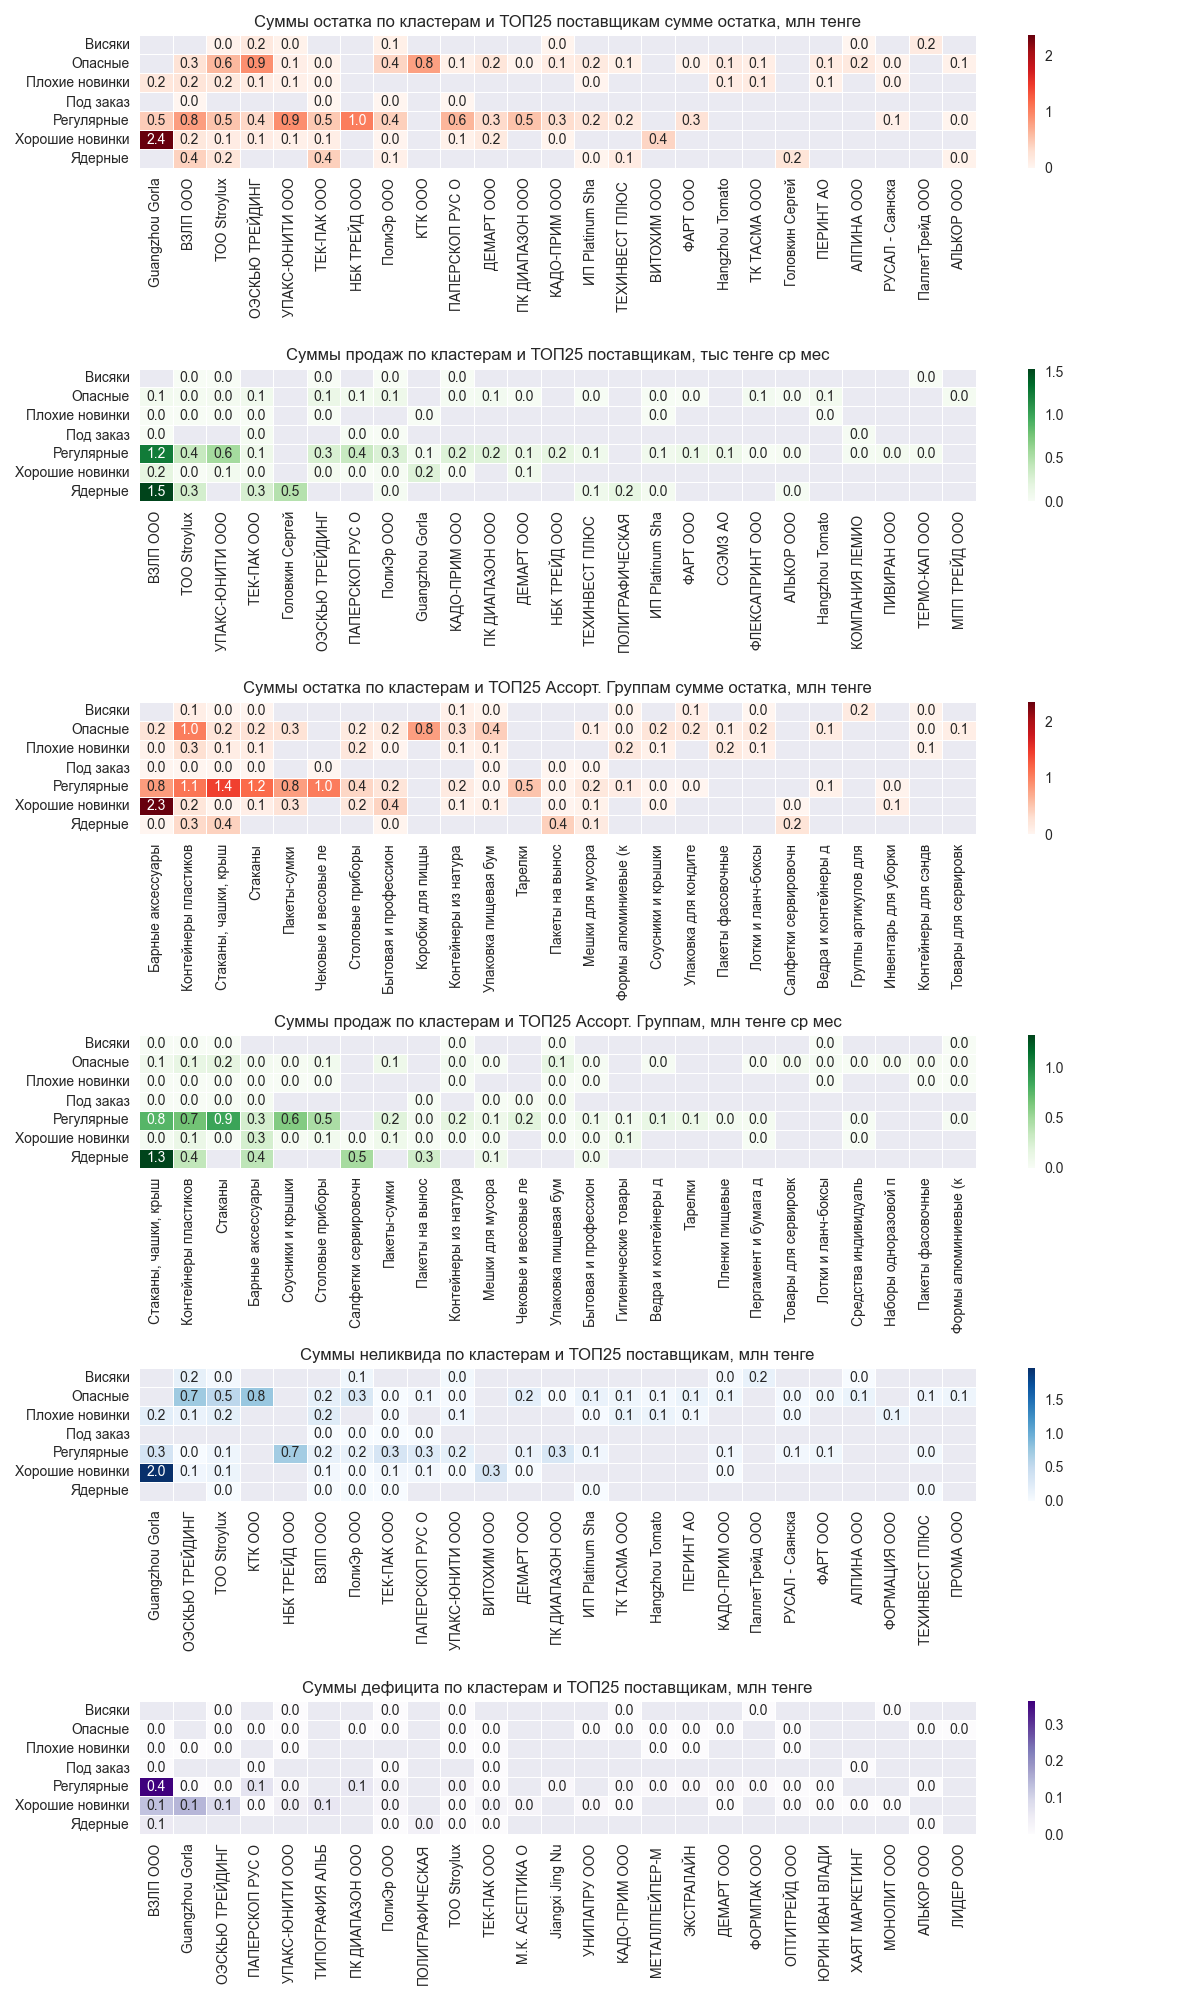 Суммы остатка по кластерам и ТОП25 поставщикам сумме остатка, млн тенге
Висяки 0.0 0.2 0.0 0.1 0.0 0.0 0.2
Опасные 0.3 0.6 0.9 0.1 0.0 0.4 0.8 0.1 0.2 0.0 0.1 0.2 0.1 0.0 0.1 0.1 0.1 0.2 0.0 0.1
Плохие новинки 0.2 0.2 0.2 0.1 0.1 0.0 0.0 0.1 0.1 0.1 0.0
Под заказ 0.0 0.0 0.0 0.0
Регулярные 0.5 0.8 0.5 0.4 0.9 0.5 1.0 0.4 0.6 0.3 0.5 0.3 0.2 0.2 0.3 0.1 0.0
Хорошие новинки 2.4 0.2 0.1 0.1 0.1 0.1 0.0 0.1 0.2 0.0 0.4
Ядерные 0.4 0.2 0.4 0.1 0.0 0.1 0.2 0.0
2
1
0
Guangzhou Gorla
ВЗЛП ООО
ТОО Stroylux
ОЭСКЬЮ ТРЕЙДИНГ
УПАКС-ЮНИТИ ООО
ТЕК-ПАК ООО
НБК ТРЕЙД ООО
ПолиЭр ООО
КТК ООО
ПАПЕРСКОП РУС О
ДЕМАРТ ООО
ПК ДИАПАЗОН ООО
КАДО-ПРИМ ООО
ИП Platinum Sha
ТЕХИНВЕСТ ПЛЮС
ВИТОХИМ ООО
ФАРТ ООО
Hangzhou Tomato
ТК ТАСМА ООО
Головкин Сергей
ПЕРИНТ АО
АЛПИНА ООО
РУСАЛ - Саянска
ПаллетТрейд ООО
АЛЬКОР ООО
Суммы продаж по кластерам и ТОП25 поставщикам, тыс тенге ср мес
Висяки 0.0 0.0 0.0 0.0 0.0 0.0
Опасные 0.1 0.0 0.0 0.1 0.1 0.1 0.1 0.0 0.1 0.0 0.0 0.0 0.0 0.1 0.0 0.1 0.0
Плохие новинки 0.0 0.0 0.0 0.0 0.0 0.0 0.0 0.0
Под заказ 0.0 0.0 0.0 0.0 0.0
Регулярные 1.2 0.4 0.6 0.1 0.3 0.4 0.3 0.1 0.2 0.2 0.1 0.2 0.1 0.1 0.1 0.1 0.0 0.0 0.0 0.0 0.0
Хорошие новинки 0.2 0.0 0.1 0.0 0.0 0.0 0.0 0.2 0.0 0.1
Ядерные 1.5 0.3 0.3 0.5 0.0 0.1 0.2 0.0 0.0
1.5
1.0
0.5
0.0
ВЗЛП ООО
ТОО Stroylux
УПАКС-ЮНИТИ ООО
ТЕК-ПАК ООО
Головкин Сергей
ОЭСКЬЮ ТРЕЙДИНГ
ПАПЕРСКОП РУС О
ПолиЭр ООО
Guangzhou Gorla
КАДО-ПРИМ ООО
ПК ДИАПАЗОН ООО
ДЕМАРТ ООО
НБК ТРЕЙД ООО
ТЕХИНВЕСТ ПЛЮС
ПОЛИГРАФИЧЕСКАЯ
ИП Platinum Sha
ФАРТ ООО
СОЭМЗ АО
ФЛЕКСАПРИНТ ООО
АЛЬКОР ООО
Hangzhou Tomato
КОМПАНИЯ ЛЕМИО
ПИВИРАН ООО
ТЕРМО-КАП ООО
МПП ТРЕЙД ООО
Суммы остатка по кластерам и ТОП25 Ассорт. Группам сумме остатка, млн тенге
Висяки 0.1 0.0 0.0 0.1 0.0 0.0 0.1 0.0 0.2 0.0
Опасные 0.2 1.0 0.2 0.2 0.3 0.2 0.2 0.8 0.3 0.4 0.1 0.0 0.2 0.2 0.1 0.2 0.1 0.0 0.1
Плохие новинки 0.0 0.3 0.1 0.1 0.2 0.0 0.1 0.1 0.2 0.1 0.2 0.1 0.1
Под заказ 0.0 0.0 0.0 0.0 0.0 0.0 0.0 0.0
Регулярные 0.8 1.1 1.4 1.2 0.8 1.0 0.4 0.2 0.2 0.0 0.5 0.0 0.2 0.1 0.0 0.0 0.1 0.0
Хорошие новинки 2.3 0.2 0.0 0.1 0.3 0.2 0.4 0.1 0.1 0.0 0.1 0.0 0.0 0.1
Ядерные 0.0 0.3 0.4 0.0 0.4 0.1 0.2
2
1
0
Барные аксессуары
Контейнеры пластиков
Стаканы, чашки, крыш
Стаканы
Пакеты-сумки
Чековые и весовые ле
Столовые приборы
Бытовая и профессион
Коробки для пиццы
Контейнеры из натура
Упаковка пищевая бум
Тарелки
Пакеты на вынос
Мешки для мусора
Формы алюминиевые (к
Соусники и крышки
Упаковка для кондите
Пакеты фасовочные
Лотки и ланч-боксы
Салфетки сервировочн
Ведра и контейнеры д
Группы артикулов для
Инвентарь для уборки
Контейнеры для сэндв
Товары для сервировк
Суммы продаж по кластерам и ТОП25 Ассорт. Группам, млн тенге ср мес
Висяки 0.0 0.0 0.0 0.0 0.0 0.0 0.0
Опасные 0.1 0.1 0.2 0.0 0.0 0.1 0.1 0.0 0.0 0.1 0.0 0.0 0.0 0.0 0.0 0.0 0.0 0.0 0.0
Плохие новинки 0.0 0.0 0.0 0.0 0.0 0.0 0.0 0.0 0.0 0.0 0.0 0.0
Под заказ 0.0 0.0 0.0 0.0 0.0 0.0 0.0 0.0
Регулярные 0.8 0.7 0.9 0.3 0.6 0.5 0.2 0.0 0.2 0.1 0.2 0.0 0.1 0.1 0.1 0.1 0.0 0.0 0.0 0.0
Хорошие новинки 0.0 0.1 0.0 0.3 0.0 0.1 0.0 0.1 0.0 0.0 0.0 0.0 0.0 0.1 0.0 0.0
Ядерные 1.3 0.4 0.4 0.5 0.3 0.1 0.0
1.0
0.5
0.0
Стаканы, чашки, крыш
Контейнеры пластиков
Стаканы
Барные аксессуары
Соусники и крышки
Столовые приборы
Салфетки сервировочн
Пакеты-сумки
Пакеты на вынос
Контейнеры из натура
Мешки для мусора
Чековые и весовые ле
Упаковка пищевая бум
Бытовая и профессион
Гигиенические товары
Ведра и контейнеры д
Тарелки
Пленки пищевые
Пергамент и бумага д
Товары для сервировк
Лотки и ланч-боксы
Средства индивидуаль
Наборы одноразовой п
Пакеты фасовочные
Формы алюминиевые (к
Суммы неликвида по кластерам и ТОП25 поставщикам, млн тенге
Висяки 0.2 0.0 0.1 0.0 0.0 0.2 0.0
Опасные 0.7 0.5 0.8 0.2 0.3 0.0 0.1 0.0 0.2 0.0 0.1 0.1 0.1 0.1 0.1 0.0 0.0 0.1 0.1 0.1
Плохие новинки 0.2 0.1 0.2 0.2 0.0 0.1 0.0 0.1 0.1 0.1 0.0 0.1
Под заказ 0.0 0.0 0.0 0.0
Регулярные 0.3 0.0 0.1 0.7 0.2 0.2 0.3 0.3 0.2 0.1 0.3 0.1 0.1 0.1 0.1 0.0
Хорошие новинки 2.0 0.1 0.1 0.1 0.0 0.1 0.1 0.0 0.3 0.0 0.0
Ядерные 0.0 0.0 0.0 0.0 0.0 0.0
1.5
1.0
0.5
0.0
Guangzhou Gorla
ОЭСКЬЮ ТРЕЙДИНГ
ТОО Stroylux
КТК ООО
НБК ТРЕЙД ООО
ВЗЛП ООО
ПолиЭр ООО
ТЕК-ПАК ООО
ПАПЕРСКОП РУС О
УПАКС-ЮНИТИ ООО
ВИТОХИМ ООО
ДЕМАРТ ООО
ПК ДИАПАЗОН ООО
ИП Platinum Sha
ТК ТАСМА ООО
Hangzhou Tomato
ПЕРИНТ АО
КАДО-ПРИМ ООО
ПаллетТрейд ООО
РУСАЛ - Саянска
ФАРТ ООО
АЛПИНА ООО
ФОРМАЦИЯ ООО
ТЕХИНВЕСТ ПЛЮС
ПРОМА ООО
Суммы дефицита по кластерам и ТОП25 поставщикам, млн тенге
Висяки 0.0 0.0 0.0 0.0 0.0 0.0 0.0
Опасные 0.0 0.0 0.0 0.0 0.0 0.0 0.0 0.0 0.0 0.0 0.0 0.0 0.0 0.0 0.0 0.0
Плохие новинки 0.0 0.0 0.0 0.0 0.0 0.0 0.0 0.0 0.0
Под заказ 0.0 0.0 0.0 0.0 0.0
Регулярные 0.4 0.0 0.0 0.1 0.0 0.1 0.0 0.0 0.0 0.0 0.0 0.0 0.0 0.0 0.0 0.0 0.0 0.0
Хорошие новинки 0.1 0.1 0.1 0.0 0.0 0.1 0.0 0.0 0.0 0.0 0.0 0.0 0.0 0.0 0.0 0.0 0.0 0.0
Ядерные 0.1 0.0 0.0 0.0 0.0 0.0
0.3
0.2
0.1
0.0
ВЗЛП ООО
Guangzhou Gorla
ОЭСКЬЮ ТРЕЙДИНГ
ПАПЕРСКОП РУС О
УПАКС-ЮНИТИ ООО
ТИПОГРАФИЯ АЛЬБ
ПК ДИАПАЗОН ООО
ПолиЭр ООО
ПОЛИГРАФИЧЕСКАЯ
ТОО Stroylux
ТЕК-ПАК ООО
М.К. АСЕПТИКА О
Jiangxi Jing Nu
УНИПАПРУ ООО
КАДО-ПРИМ ООО
МЕТАЛЛПЕЙПЕР-М
ЭКСТРАЛАЙН
ДЕМАРТ ООО
ФОРМПАК ООО
ОПТИТРЕЙД ООО
ЮРИН ИВАН ВЛАДИ
ХАЯТ МАРКЕТИНГ
МОНОЛИТ ООО
АЛЬКОР ООО
ЛИДЕР ООО